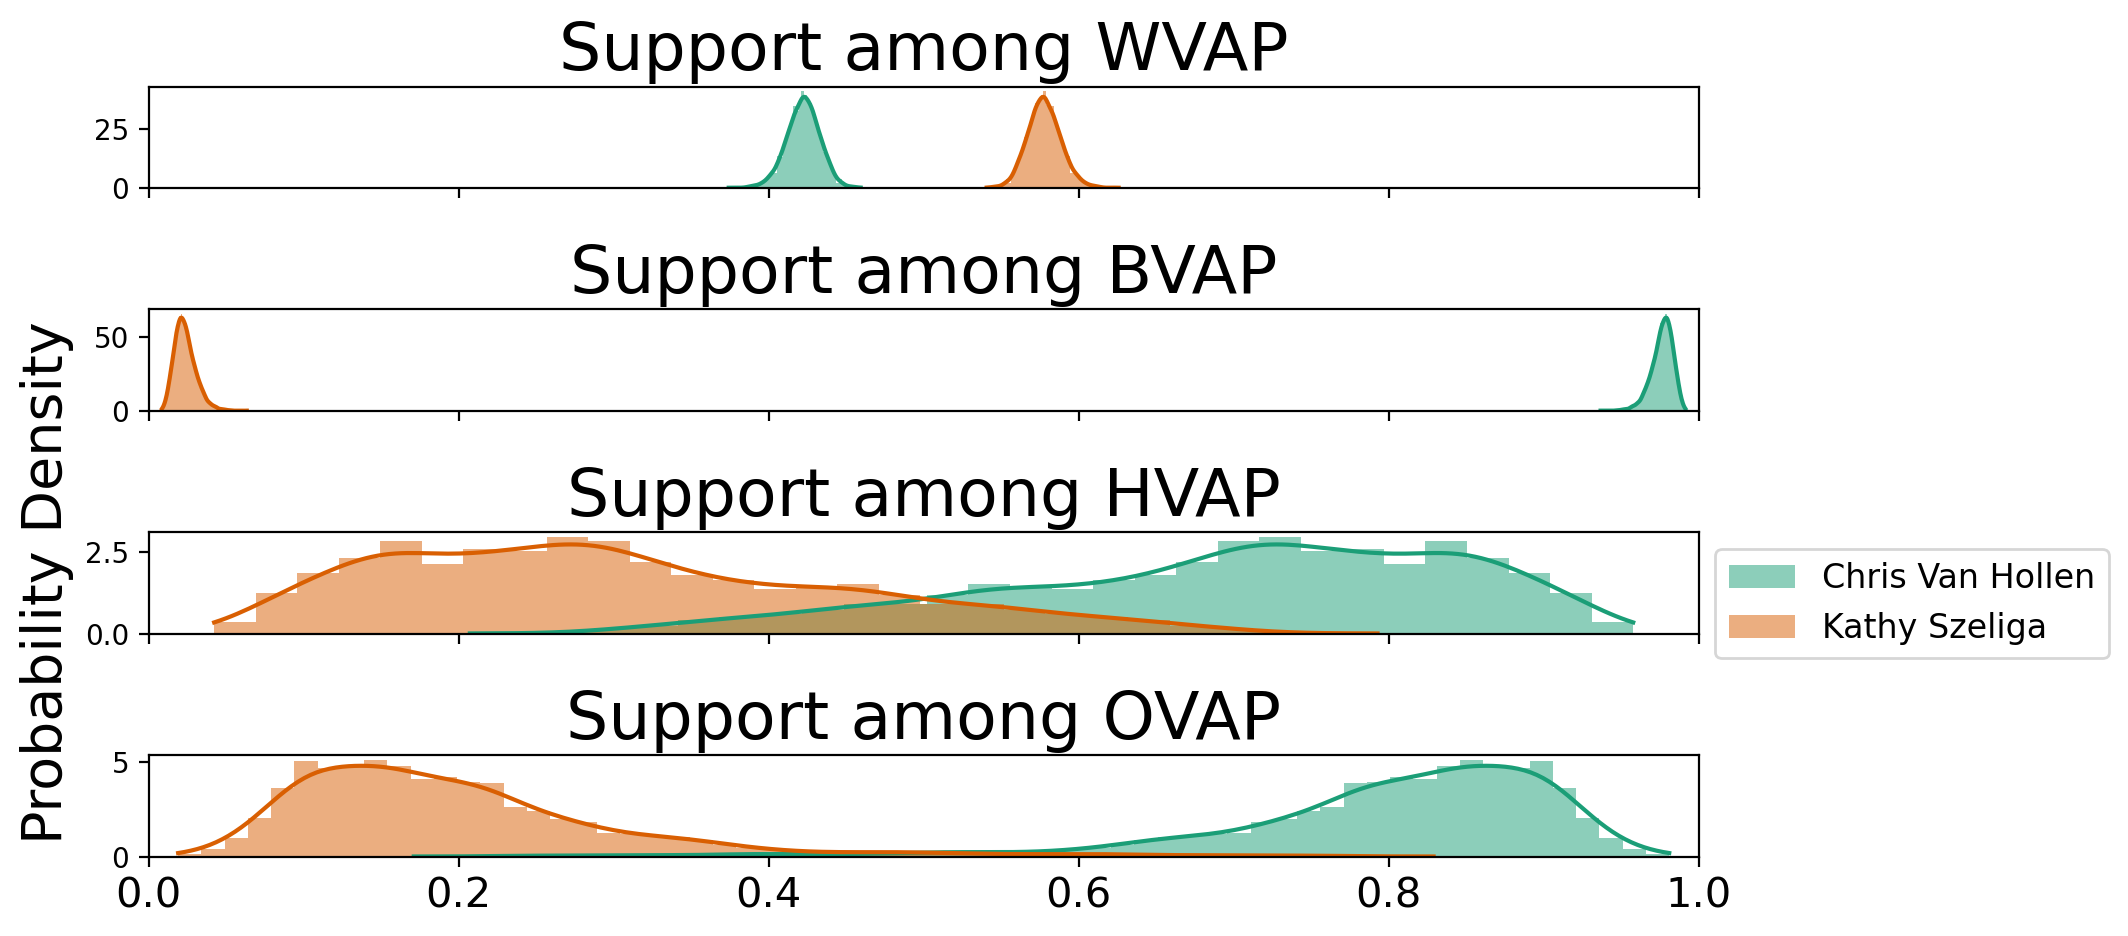 Support among WVAP
25
0
Support among BVAP
50
0
Support among HVAP
2.5
0.0
Chris Van Hollen
Kathy Szeliga
Support among OVAP
5
0
0.0 0.2 0.4 0.6 0.8 1.0
Probability Density